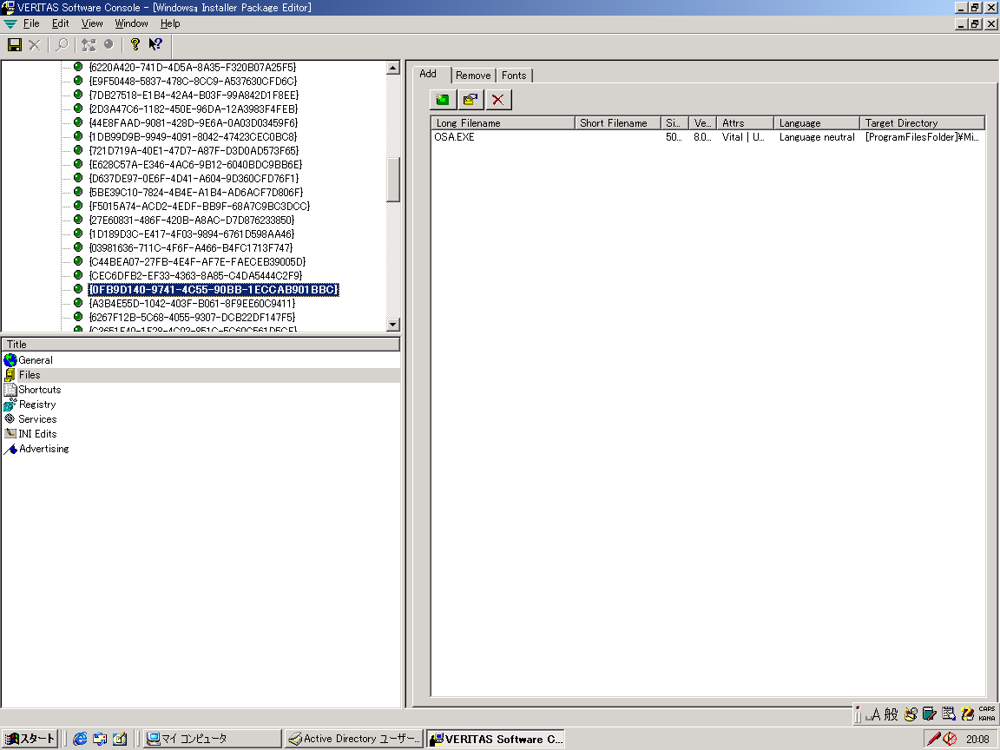 VERITAS Software Console - [Windows¾ Installer Package Editor]
File Edit View Window Help
{6220A420-741D-4D5A-8A35-F320B07A25F5}
{E9F50448-5837-478C-8CC9-A537630CFD6C}
{7DB27518-E1B4-42A4-B03F-99A842D1F8EE}
{2D3A47C6-1182-450E-96DA-12A3983F4FEB}
{44E8FAAD-9081-428D-9E6A-0A03D03459F6}
{1DB99D9B-9949-4091-8042-47423CEC0BC8}
{721D719A-40E1-47D7-A87F-D3D0AD573F65}
{E628C57A-E346-4AC6-9B12-6040BDC9BB6E}
{D637DE97-0E6F-4D41-A604-9D360CFD76F1}
{5BE39C10-7824-4B4E-A1B4-AD6ACF7D806F}
{F5015A74-ACD2-4EDF-BB9F-68A7C9BC3DCC}
{27E60831-486F-420B-A8AC-D7D876233850}
{1D189D3C-E417-4F03-9894-6761D598AA46}
{03981636-711C-4F6F-A466-B4FC1713F747}
{C44BEA07-27FB-4E4F-AF7E-FAECEB39005D}
{CEC6DFB2-EF33-4363-8A85-C4DA5444C2F9}
{0FB9D140-9741-4C55-90BB-1ECCAB901BBC}
{A3B4E55D-1042-403F-B061-8F9EE60C9411}
{6267F12B-5C68-4055-9307-DCB22DF147F5}
Title
General
Files
Shortcuts
Registry
Services
INI Edits
Advertising
Add Remove Fonts
Long Filename Short Filename Si... Ve... Attrs Language Target Directory
OSA.EXE 50... 8.0... Vital | U... Language neutral [ProgramFilesFolder]¥Mi...
A 般 CAPS KANA
スタート マイ コンピュータ Active Directory ユーザー... VERITAS Software C... 20:08